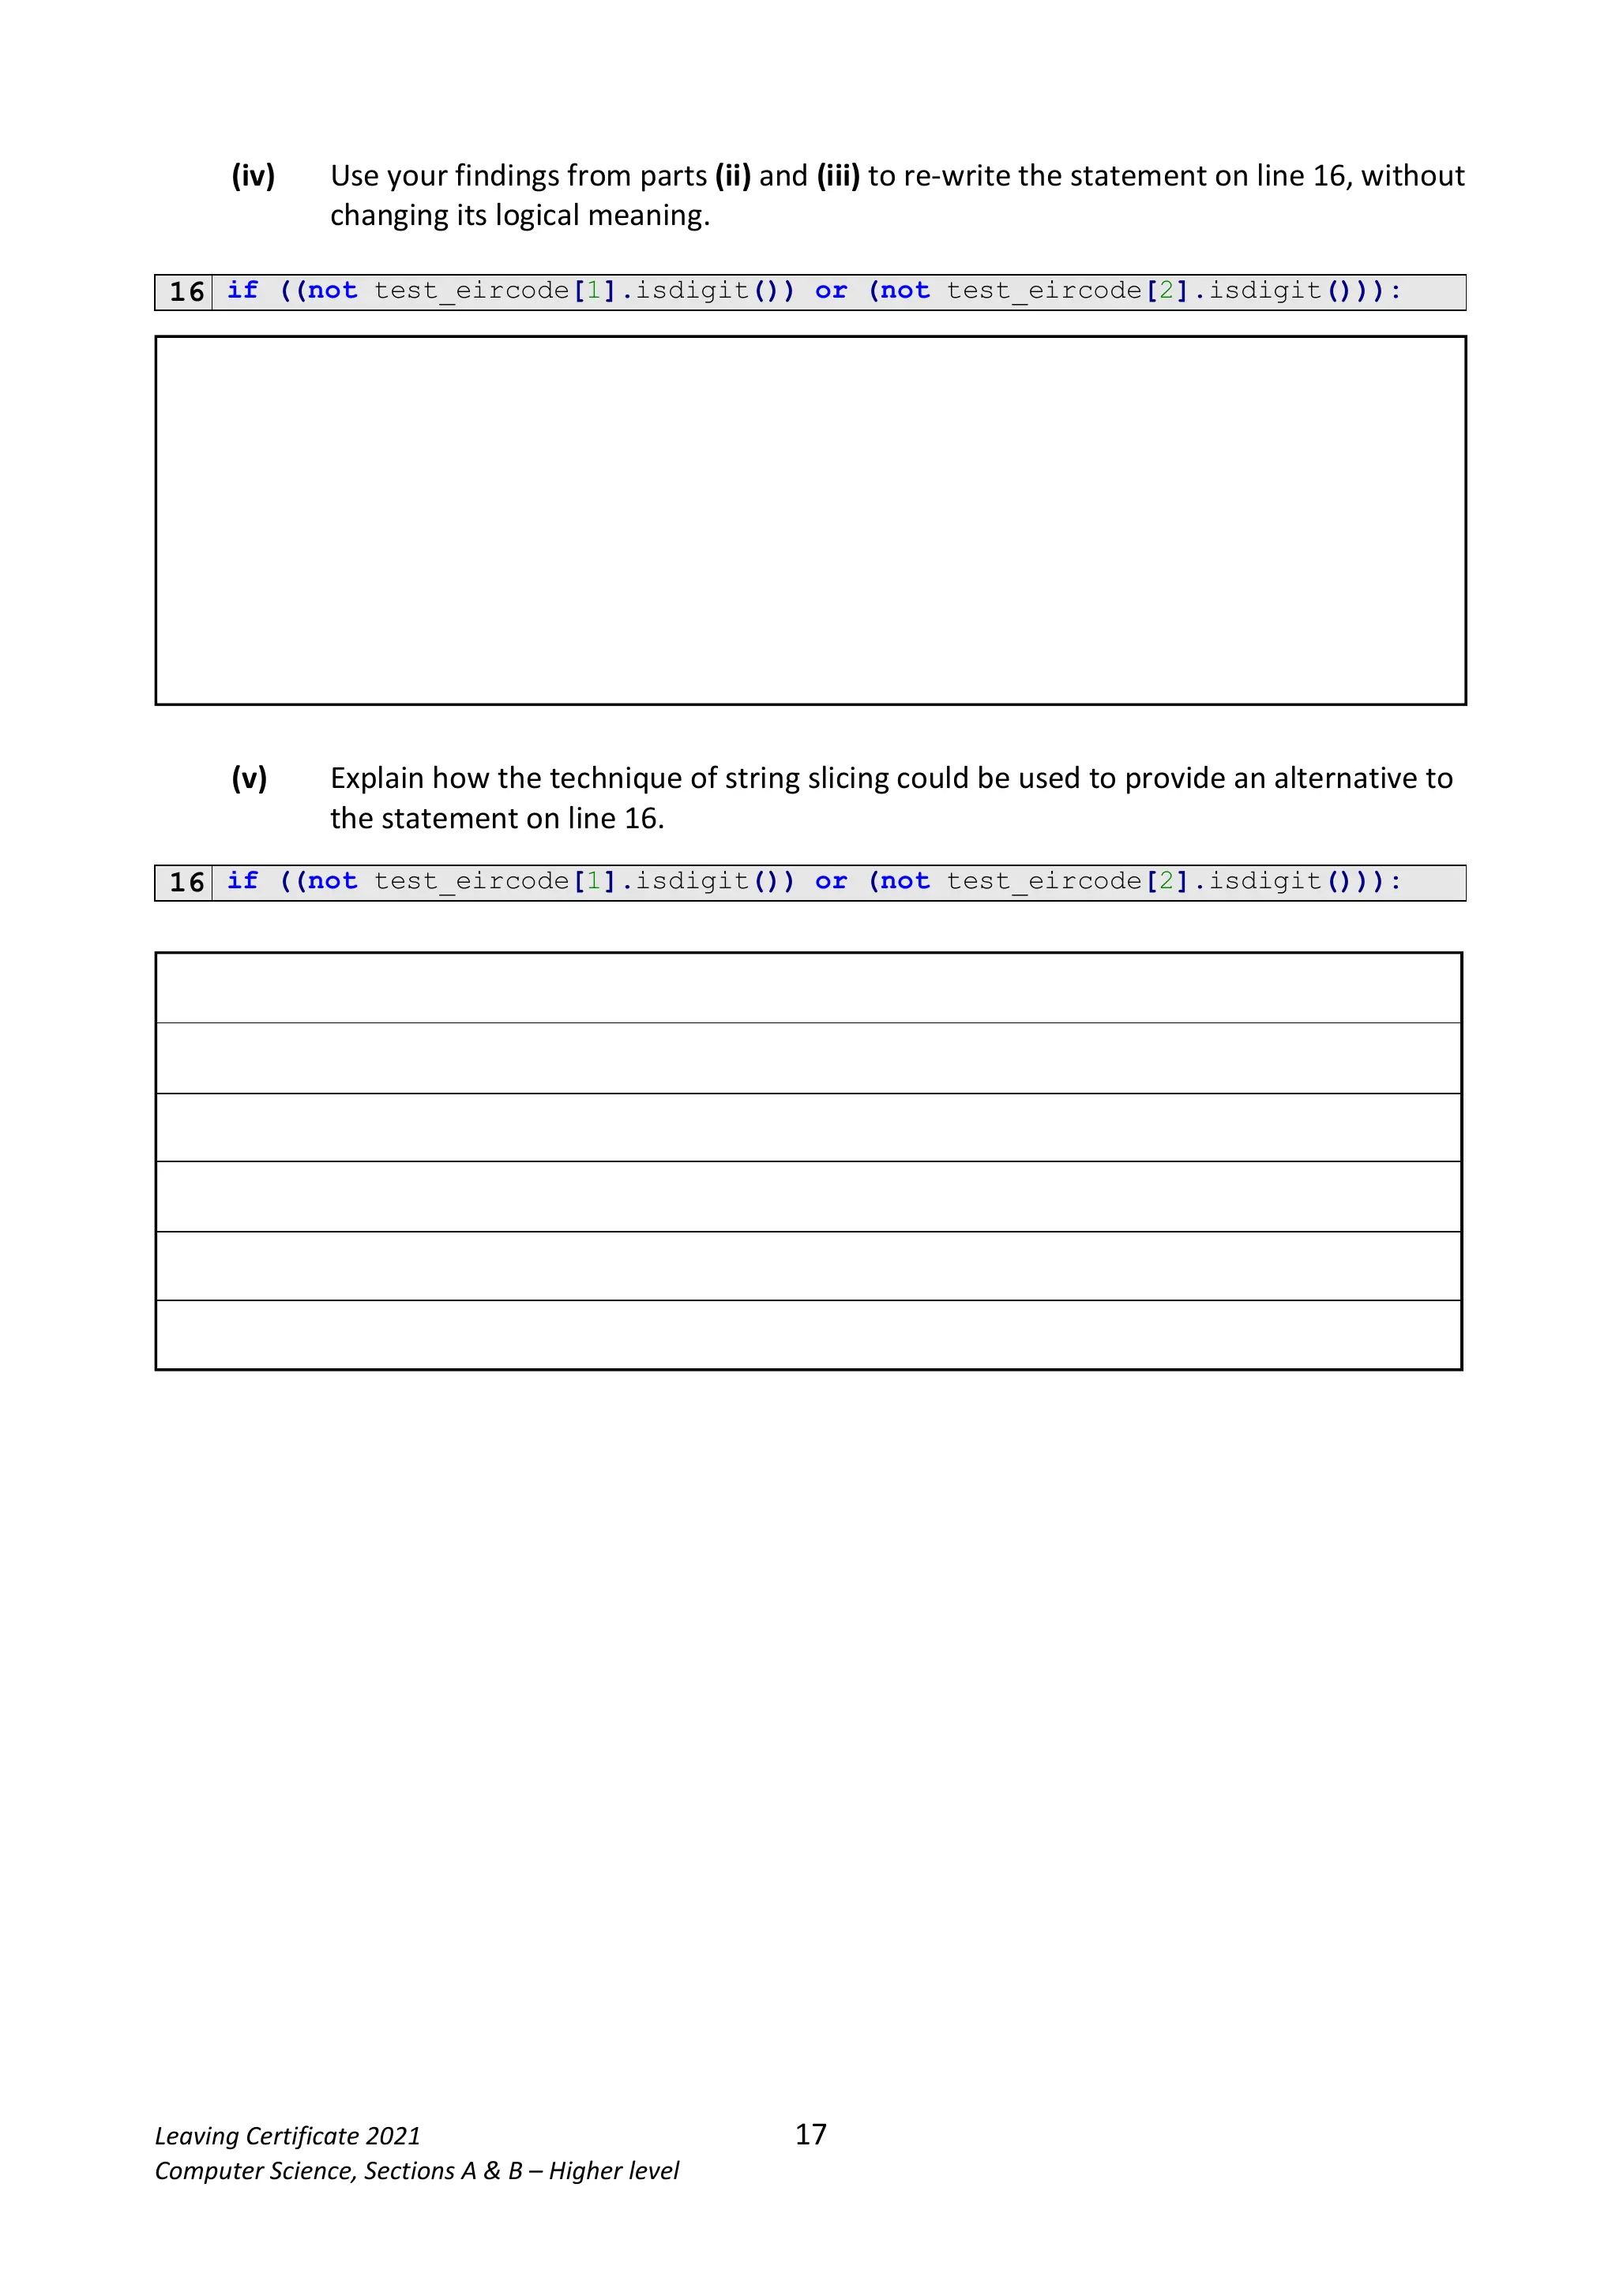 (iv) Use your findings from parts (ii) and (iii) to re-write the statement on line 16, without
changing its logical meaning.
16 if ((not test_eircode[1].isdigit()) or (not test_eircode[2].isdigit())):
(v) Explain how the technique of string slicing could be used to provide an alternative to
the statement on line 16.
16 if ((not test_eircode[1].isdigit()) or (not test_eircode[2].isdigit())):
Leaving Certificate 2021 17
Computer Science, Sections A & B – Higher level